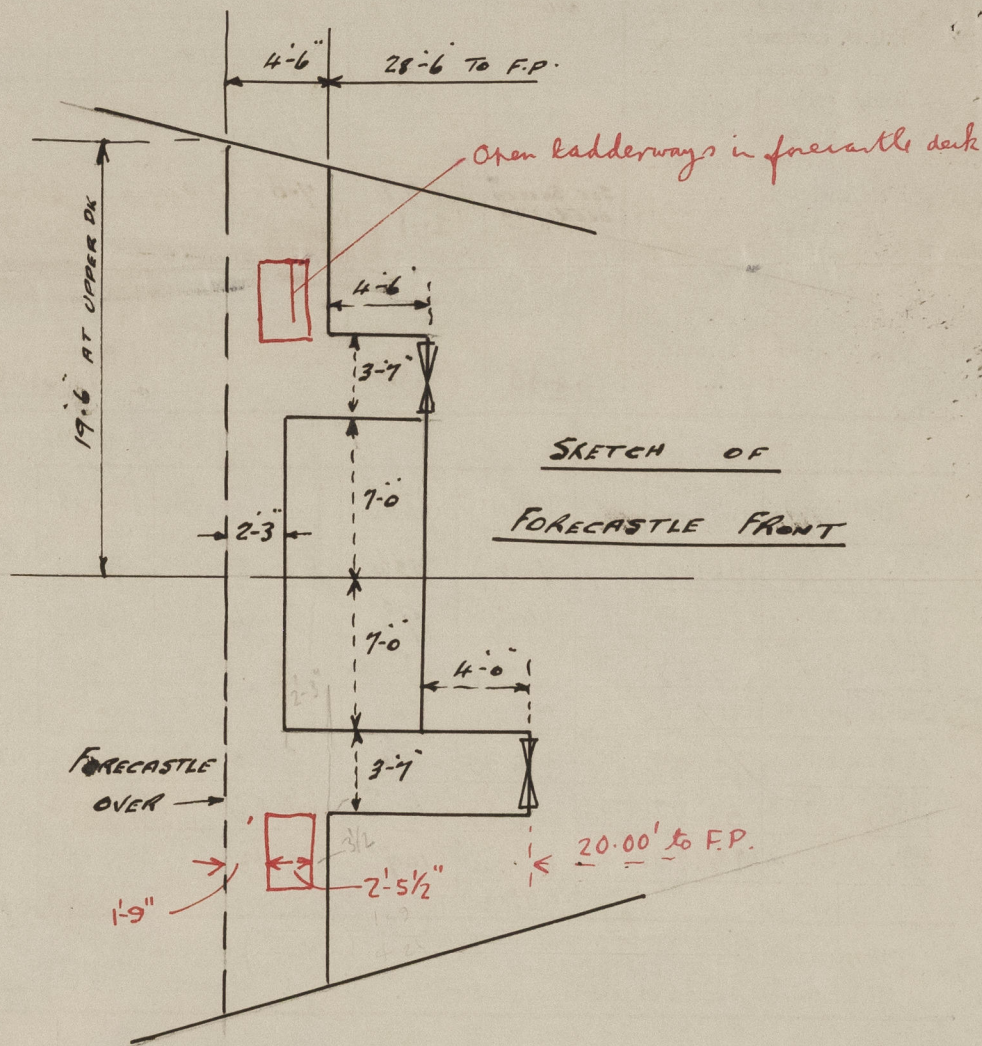 4'-6"
28'-6" TO F.P.
Open ladderways in forecastle deck
19'.6" AT UPPER DK
4'-6"
3'-7"
7-0"
2'-3"
SKETCH OF
FORECASTLE FRONT
7-0"
4'-0"
FORECASTLE
OVER
3'-7"
3½
20.00' to F.P.
1'-9"
2'-5½"